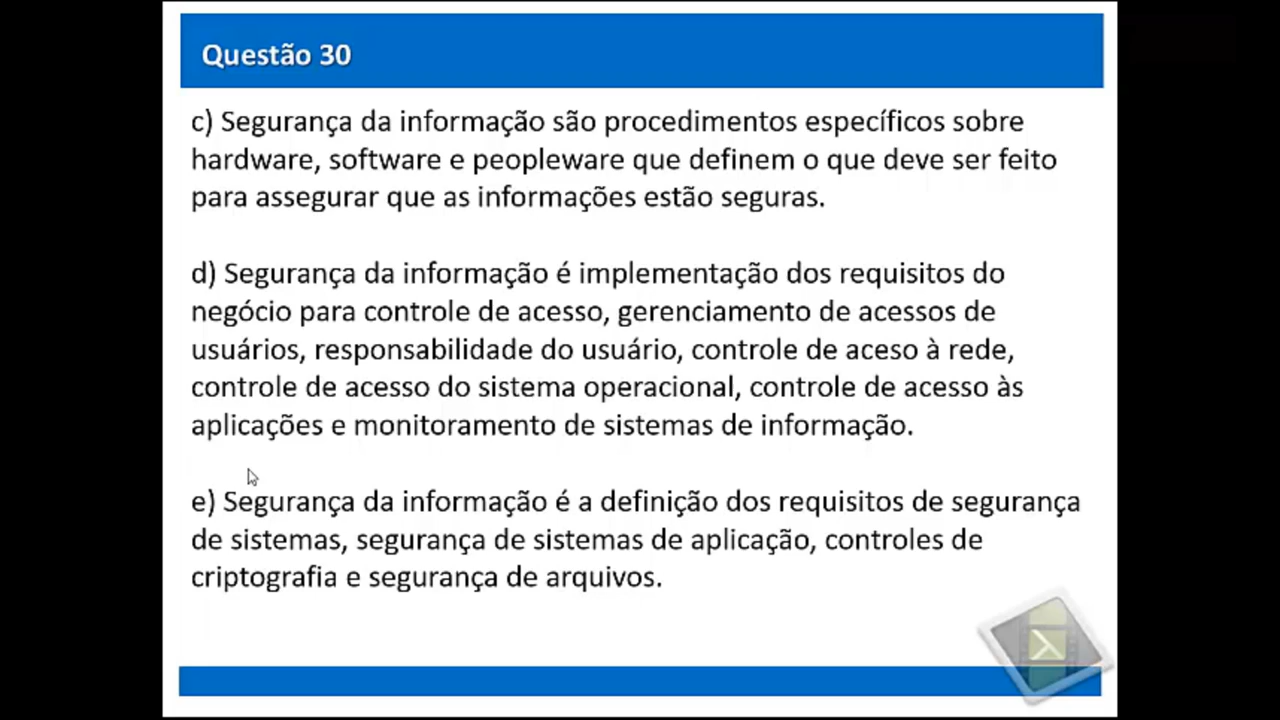 Questão 30
c) Segurança da informação são procedimentos específicos sobre
hardware, software e peopleware que definem o que deve ser feito
para assegurar que as informações estão seguras.
d) Segurança da informação é implementação dos requisitos do
negócio para controle de acesso, gerenciamento de acessos de
usuários, responsabilidade do usuário, controle de aceso à rede,
controle de acesso do sistema operacional, controle de acesso às
aplicações e monitoramento de sistemas de informação.
e) Segurança da informação é a definição dos requisitos de segurança
de sistemas, segurança de sistemas de aplicação, controles de
criptografia e segurança de arquivos.